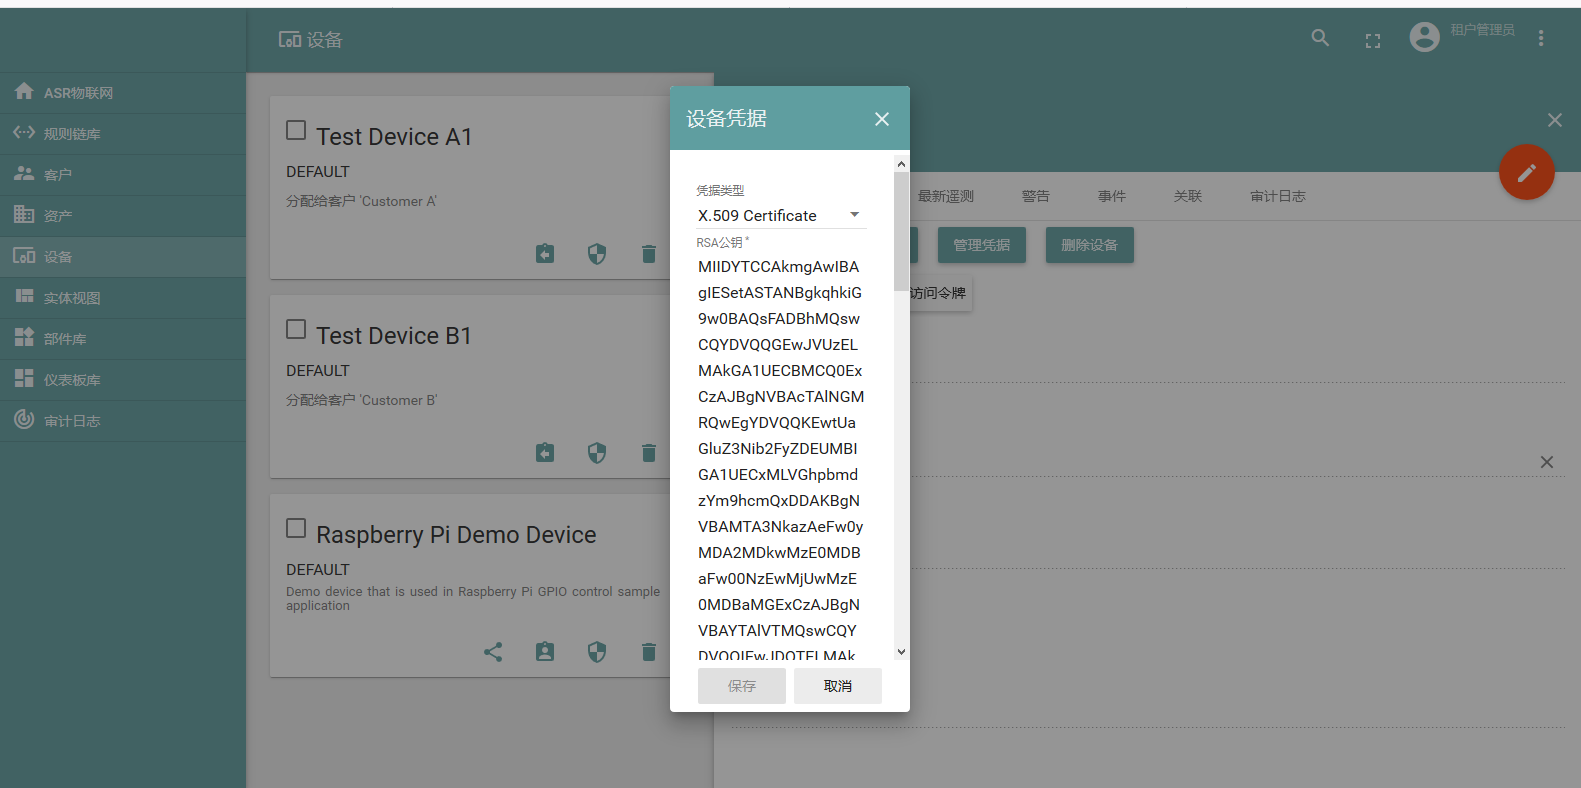 设备
租户管理员
ASR物联网
规则链库
客户
资产
设备
实体视图
部件库
仪表板库
审计日志
Test Device A1
DEFAULT
分配给客户 'Customer A'
Test Device B1
DEFAULT
分配给客户 'Customer B'
Raspberry Pi Demo Device
DEFAULT
Demo device that is used in Raspberry Pi GPIO control sample
application
设备凭据
凭据类型
X.509 Certificate
RSA公钥 *
MIIDYTCCAkmgAwIBA
gIESetASTANBgkqhkiG
9w0BAQsFADBhMQsw
CQYDVQQGEwJVUzEL
MAkGA1UECBMCQ0Ex
CzAJBgNVBAcTAlNGM
RQwEgYDVQQKEwtUa
GluZ3Nib2FyZDEUMBI
GA1UECxMLVGhpbmd
zYm9hcmQxDDAKBgN
VBAMTA3NkazAeFw0y
MDA2MDkwMzE0MDB
aFw00NzEwMjUwMzE
0MDBaMGExCzAJBgN
VBAYTAlVTMQswCQY
DVQQIEwJDQTELMAk
保存
取消
最新遥测
警告
事件
关联
审计日志
管理凭据
删除设备
访问令牌